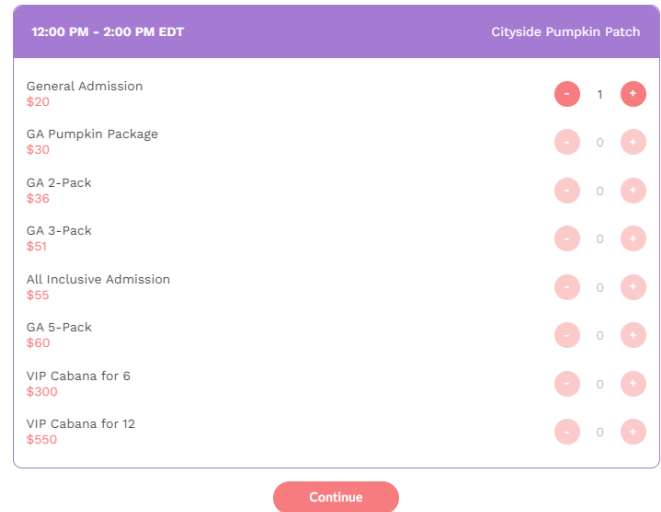 12:00 PM - 2:00 PM EDT Cityside Pumpkin Patch
General Admission
$20
- 1 +
GA Pumpkin Package
$30
- 0 +
GA 2-Pack
$36
- 0 +
GA 3-Pack
$51
- 0 +
All Inclusive Admission
$55
- 0 +
GA 5-Pack
$60
- 0 +
VIP Cabana for 6
$300
- 0 +
VIP Cabana for 12
$550
- 0 +
Continue